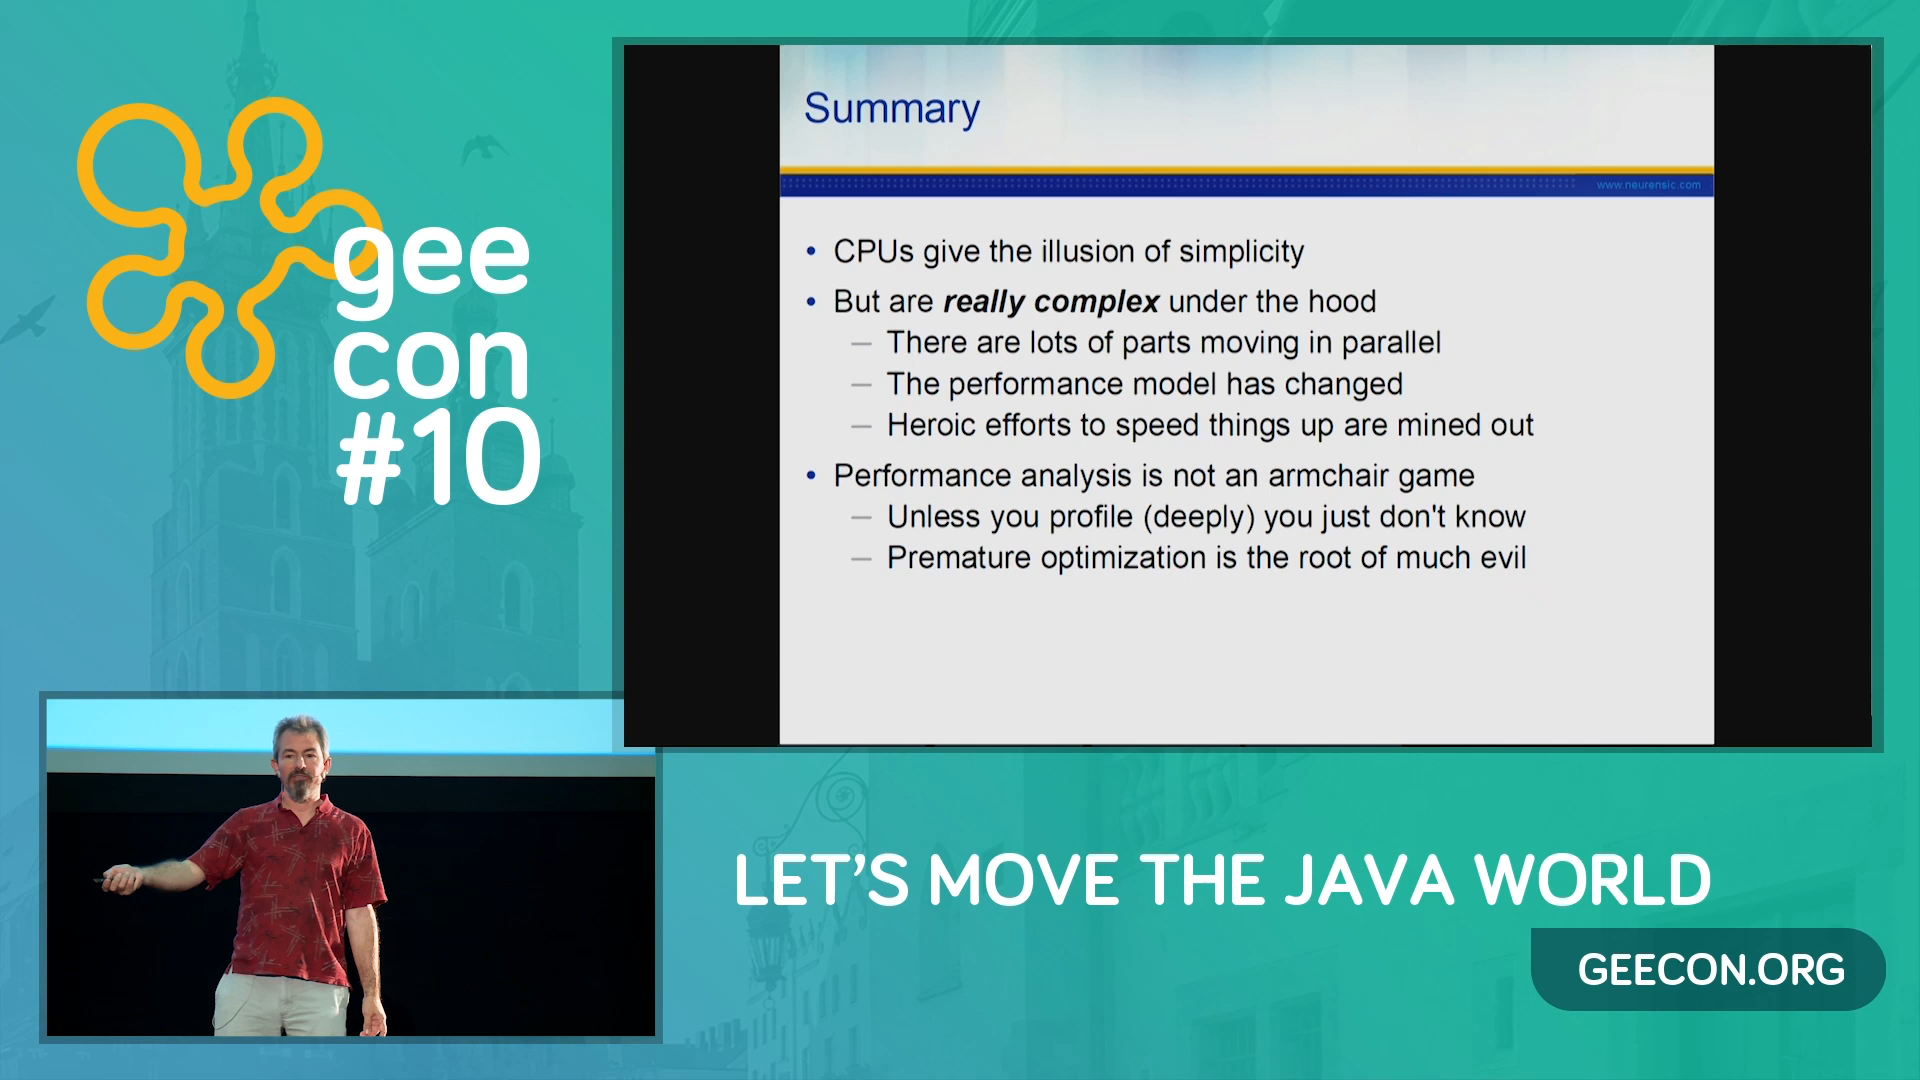 gee
con
#10
Summary
www.neurensic.com
• CPUs give the illusion of simplicity
• But are really complex under the hood
— There are lots of parts moving in parallel
— The performance model has changed
— Heroic efforts to speed things up are mined out
• Performance analysis is not an armchair game
— Unless you profile (deeply) you just don't know
— Premature optimization is the root of much evil
LET'S MOVE THE JAVA WORLD
GEECON.ORG